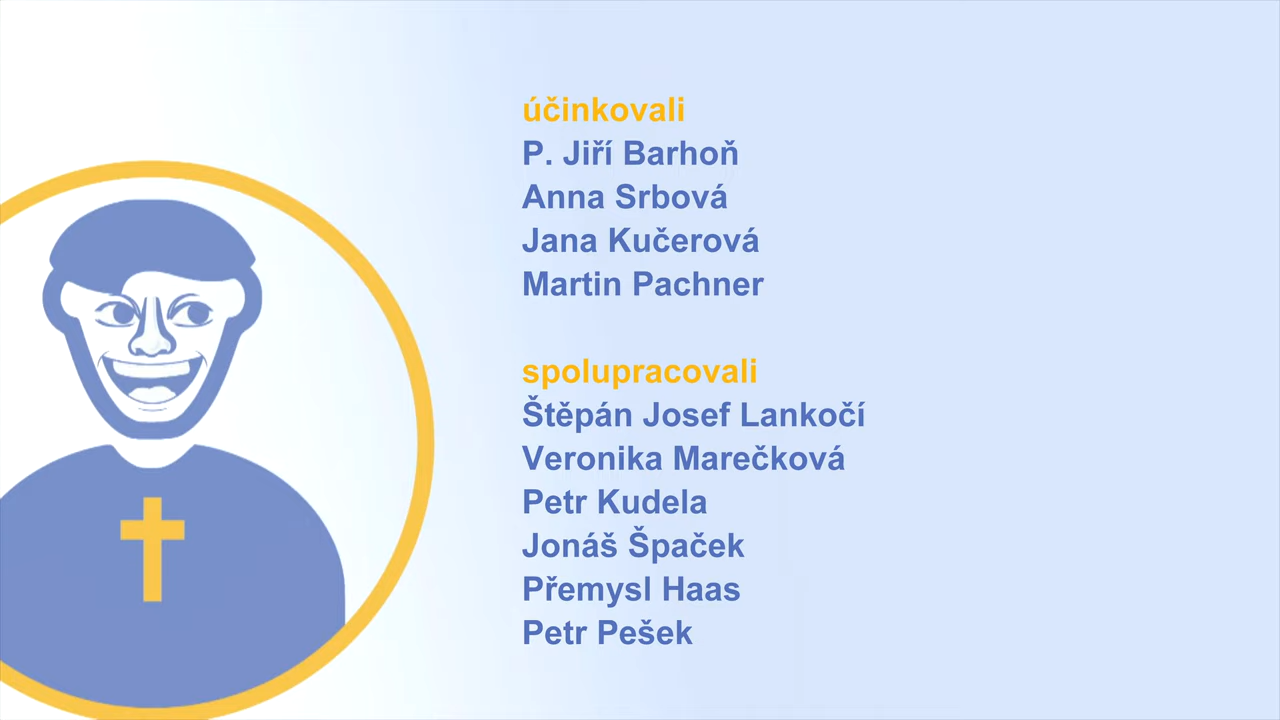 účinkovali
P. Jiří Barhoň
Anna Srbová
Jana Kučerová
Martin Pachner
spolupracovali
Štěpán Josef Lankočí
Veronika Marečková
Petr Kudela
Jonáš Špaček
Přemysl Haas
Petr Pešek